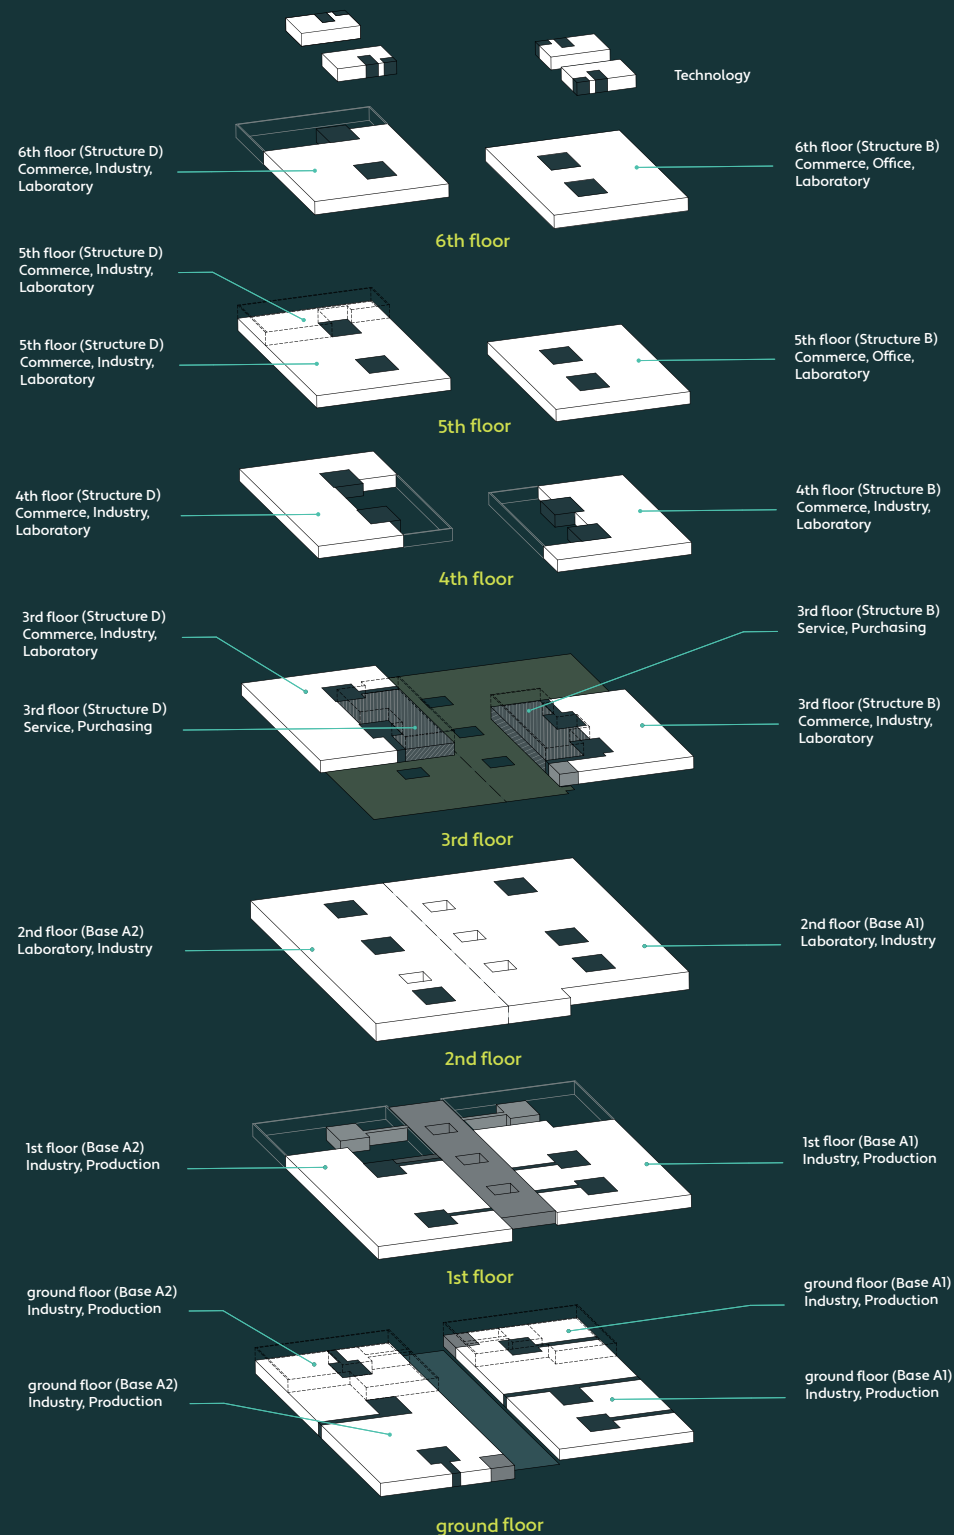 Technology
6th floor (Structure D)
Commerce, Industry,
Laboratory
6th floor (Structure B)
Commerce, Office,
Laboratory
6th floor
5th floor (Structure D)
Commerce, Industry,
Laboratory
5th floor (Structure D)
Commerce, Industry,
Laboratory
5th floor (Structure B)
Commerce, Office,
Laboratory
5th floor
4th floor (Structure D)
Commerce, Industry,
Laboratory
4th floor (Structure B)
Commerce, Industry,
Laboratory
4th floor
3rd floor (Structure D)
Commerce, Industry,
Laboratory
3rd floor (Structure B)
Service, Purchasing
3rd floor (Structure D)
Service, Purchasing
3rd floor (Structure B)
Commerce, Industry,
Laboratory
3rd floor
2nd floor (Base A2)
Laboratory, Industry
2nd floor (Base A1)
Laboratory, Industry
2nd floor
1st floor (Base A2)
Industry, Production
1st floor (Base A1)
Industry, Production
1st floor
ground floor (Base A2)
Industry, Production
ground floor (Base A1)
Industry, Production
ground floor (Base A2)
Industry, Production
ground floor (Base A1)
Industry, Production
ground floor